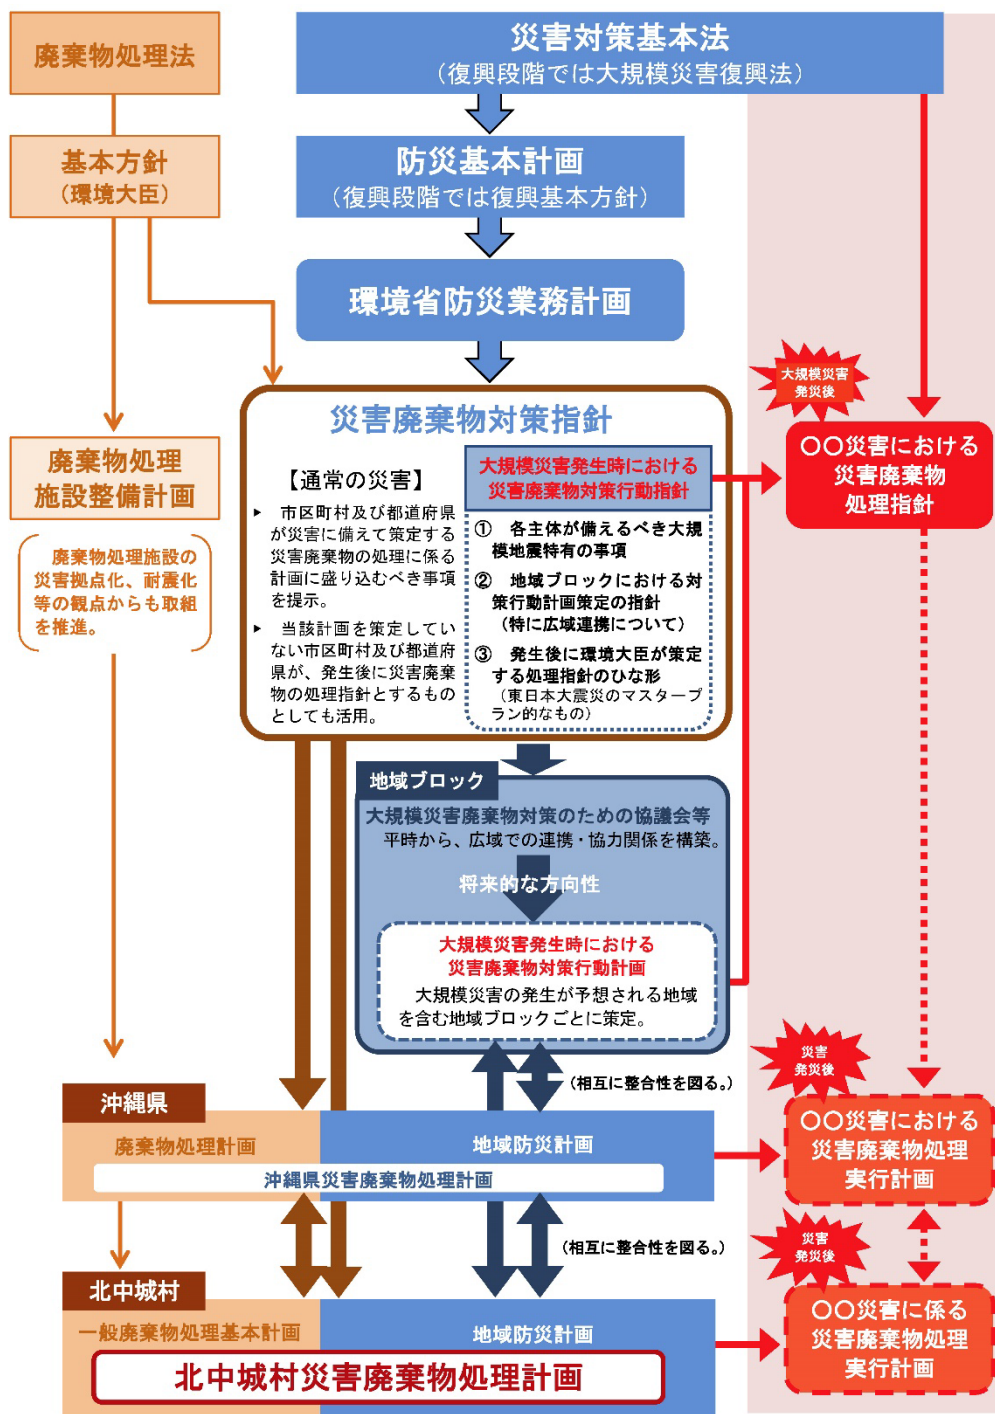 廃棄物処理法
災害対策基本法
（復興段階では大規模災害復興法）
基本方針
（環境大臣）
防災基本計画
（復興段階では復興基本方針）
環境省防災業務計画
大規模災害
発災後
災害廃棄物対策指針
廃棄物処理
施設整備計画
廃棄物処理施設の
災害拠点化、耐震化
等の観点からも取組
を推進。
【通常の災害】
▶ 市区町村及び都道府県
が災害に備えて策定する
災害廃棄物の処理に係る
計画に盛り込むべき事項
を提示。
▶ 当該計画を策定してい
ない市区町村及び都道府
県が、発生後に災害廃棄
物の処理指針とするもの
としても活用。
大規模災害発生時における
災害廃棄物対策行動指針
① 各主体が備えるべき大規
模地震特有の事項
② 地域ブロックにおける対
策行動計画策定の指針
（特に広域連携について）
③ 発生後に環境大臣が策定
する処理指針のひな形
（東日本大震災のマスタープ
ラン的なもの）
〇〇災害における
災害廃棄物
処理指針
地域ブロック
大規模災害廃棄物対策のための協議会等
平時から、広域での連携・協力関係を構築。
将来的な方向性
大規模災害発生時における
災害廃棄物対策行動計画
大規模災害の発生が予想される地域
を含む地域ブロックごとに策定。
（相互に整合性を図る。）
災害
発災後
沖縄県
廃棄物処理計画
地域防災計画
沖縄県災害廃棄物処理計画
〇〇災害における
災害廃棄物処理
実行計画
（相互に整合性を図る。）
災害
発災後
北中城村
一般廃棄物処理基本計画
地域防災計画
北中城村災害廃棄物処理計画
〇〇災害に係る
災害廃棄物処理
実行計画